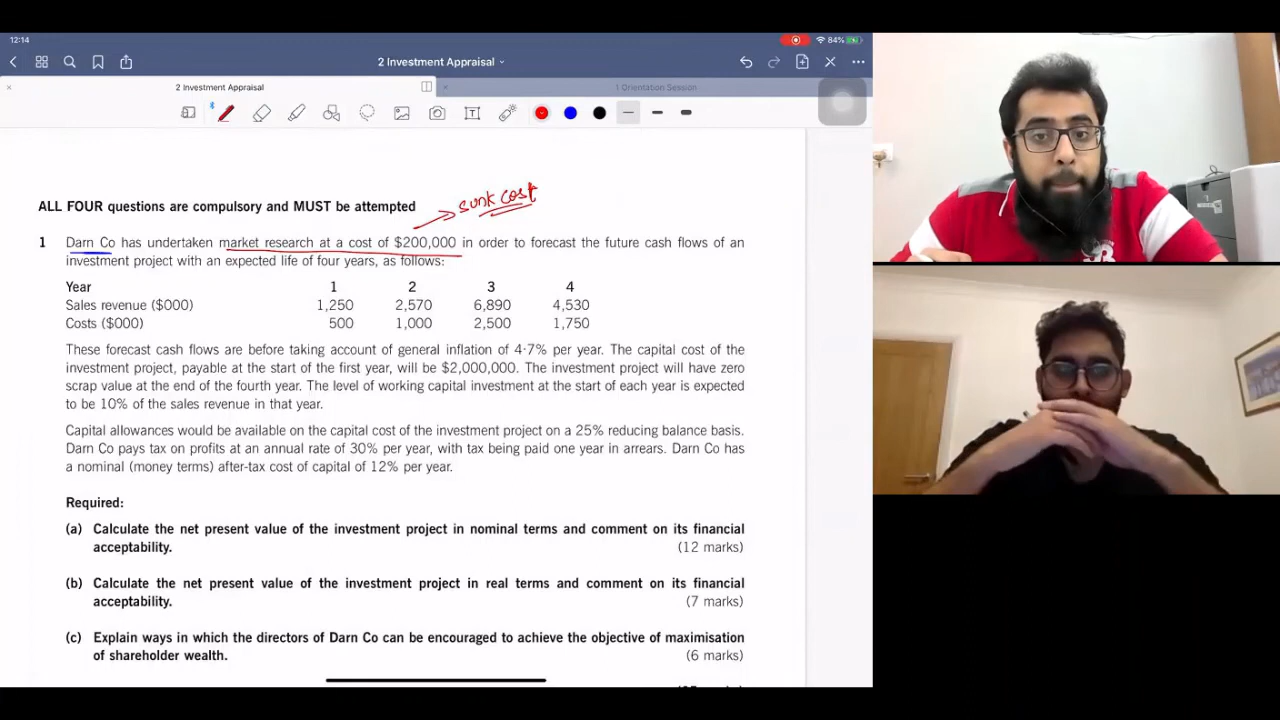 12:14
84%
2 Investment Appraisal
2 Investment Appraisal
1 Orientation Session
ALL FOUR questions are compulsory and MUST be attempted
sunk cost
1 Darn Co has undertaken market research at a cost of $200,000 in order to forecast the future cash flows of an
investment project with an expected life of four years, as follows:
Year 1 2 3 4
Sales revenue ($000) 1,250 2,570 6,890 4,530
Costs ($000) 500 1,000 2,500 1,750
These forecast cash flows are before taking account of general inflation of 4·7% per year. The capital cost of the
investment project, payable at the start of the first year, will be $2,000,000. The investment project will have zero
scrap value at the end of the fourth year. The level of working capital investment at the start of each year is expected
to be 10% of the sales revenue in that year.
Capital allowances would be available on the capital cost of the investment project on a 25% reducing balance basis.
Darn Co pays tax on profits at an annual rate of 30% per year, with tax being paid one year in arrears. Darn Co has
a nominal (money terms) after-tax cost of capital of 12% per year.
Required:
(a) Calculate the net present value of the investment project in nominal terms and comment on its financial
acceptability. (12 marks)
(b) Calculate the net present value of the investment project in real terms and comment on its financial
acceptability. (7 marks)
(c) Explain ways in which the directors of Darn Co can be encouraged to achieve the objective of maximisation
of shareholder wealth. (6 marks)